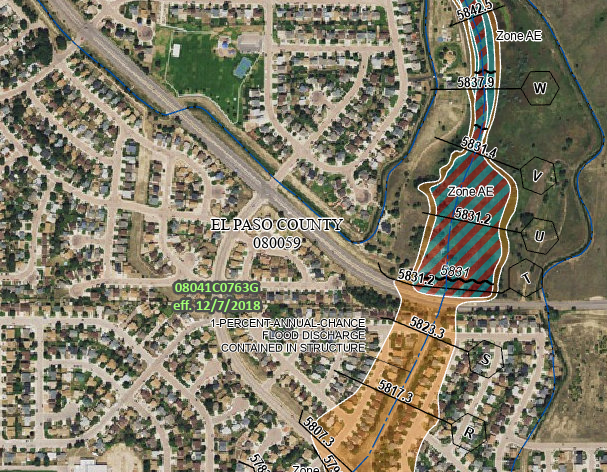 5842.5
Zone AE
5837.9
W
5831.4
V
Zone AE
EL PASO COUNTY
080059
5831.2
U
5831.2
5831
T
08041C0763G
eff. 12/7/2018
1-PERCENT-ANNUAL-CHANCE
FLOOD DISCHARGE
CONTAINED IN STRUCTURE
5823.3
S
5817.3
R
5807.3
Zone